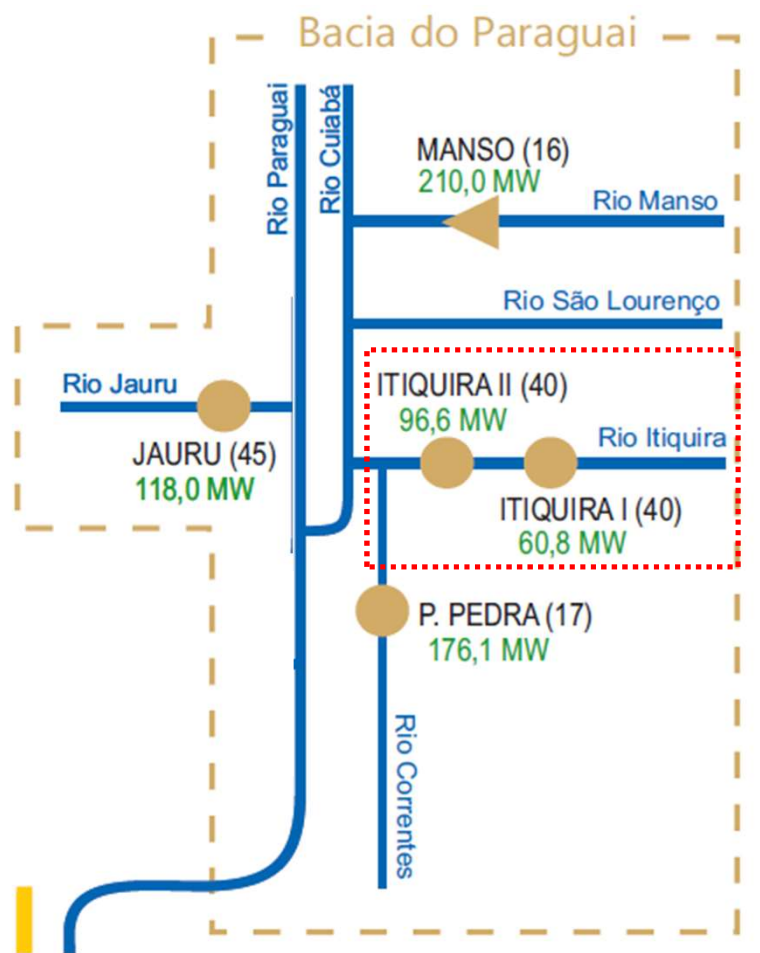 Bacia do Paraguai
Rio Paraguai
Rio Cuiabá
MANSO (16)
210,0 MW
Rio Manso
Rio São Lourenço
Rio Jauru
JAURU (45)
118,0 MW
ITIQUIRA II (40)
96,6 MW
Rio Itiquira
ITIQUIRA I (40)
60,8 MW
P. PEDRA (17)
176,1 MW
Rio Correntes